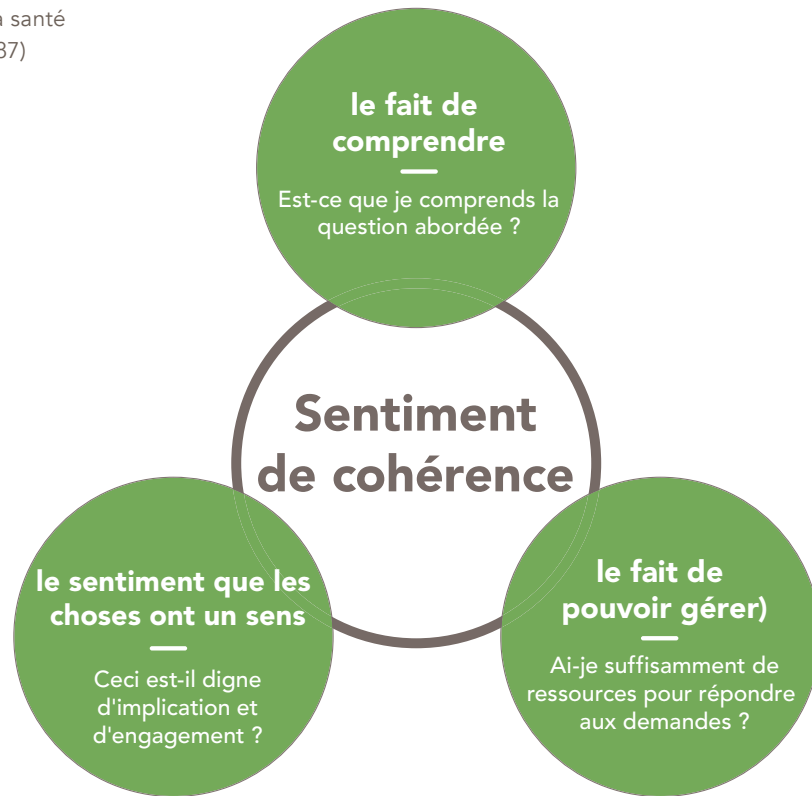 santé
87)
le fait de
comprendre
Est-ce que je comprends la
question abordée ?
Sentiment
de cohérence
le sentiment que les
choses ont un sens
Ceci est-il digne
d'implication et
d'engagement ?
le fait de
pouvoir gérer)
Ai-je suffisamment de
ressources pour répondre
aux demandes ?